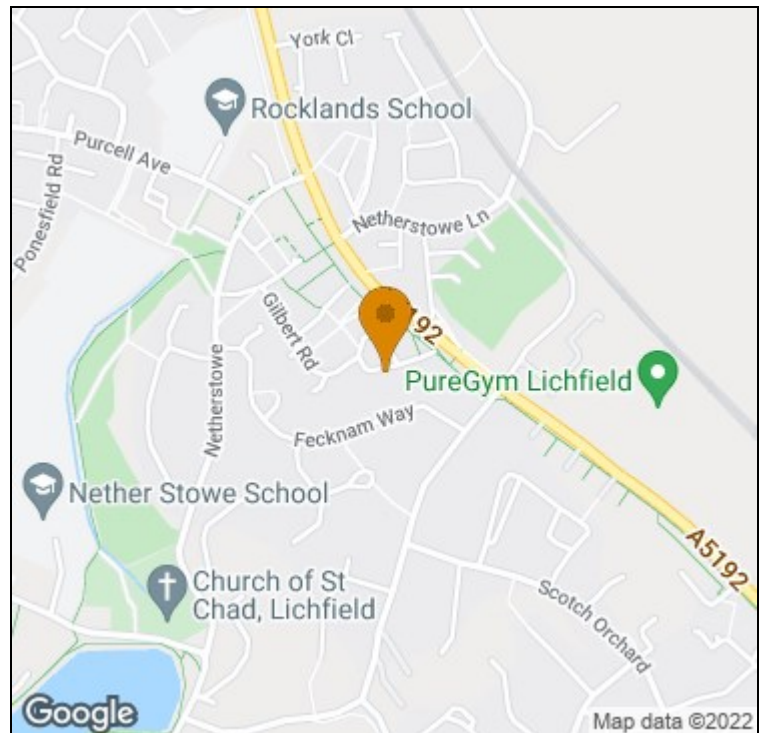 York Cl
Rocklands School
Purcell Ave
Ponesfield Rd
Netherstowe Ln
Gilbert Rd
192
PureGym Lichfield
Netherstowe
Fecknam Way
Nether Stowe School
A5192
Church of St
Chad, Lichfield
Scotch Orchard
Google
Map data ©2022